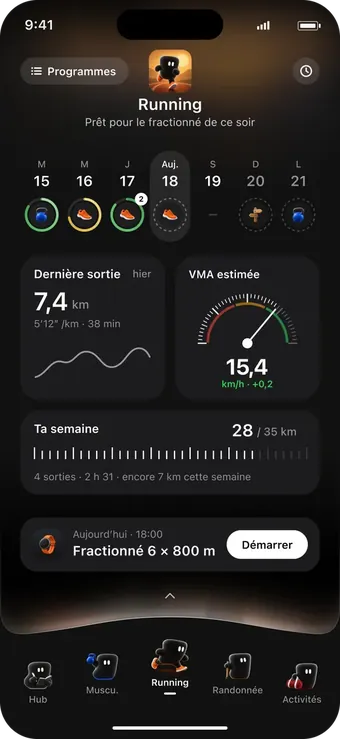 9:41
Programmes
Running
Prêt pour le fractionné de ce soir
M M J Auj. S D L
15 16 17 18 19 20 21
2
Dernière sortie hier
7,4 km
5'12" /km · 38 min
VMA estimée
15,4
km/h · +0,2
Ta semaine 28 / 35 km
4 sorties · 2 h 31 · encore 7 km cette semaine
Aujourd'hui · 18:00
Fractionné 6 × 800 m
Démarrer
Hub Muscu. Running Randonnée Activités